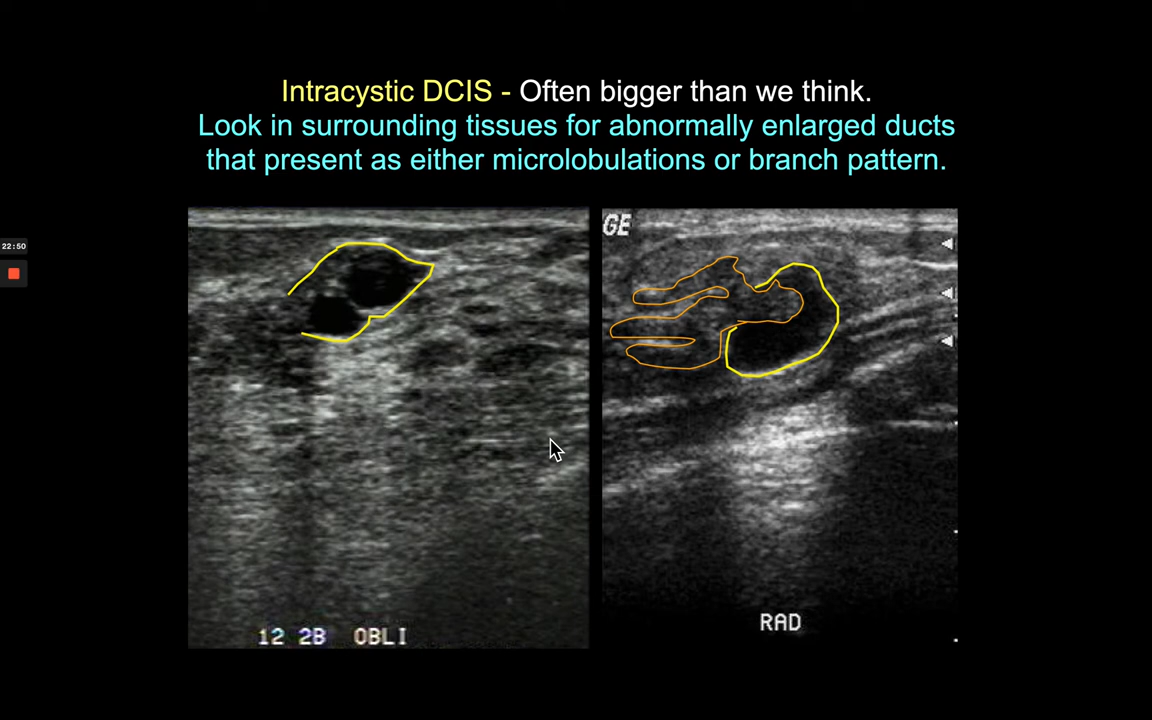 Intracystic DCIS - Often bigger than we think.
Look in surrounding tissues for abnormally enlarged ducts
that present as either microlobulations or branch pattern.
GE
22:50
12 2B OBLI
RAD